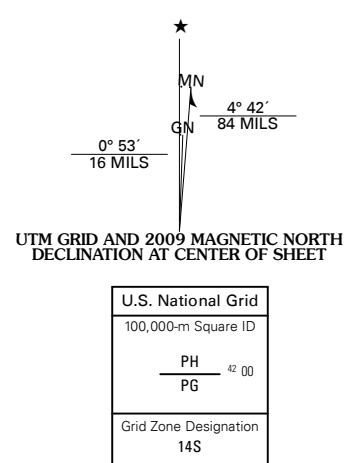 ★
MN
GN
4° 42´
84 MILS
0° 53´
16 MILS
UTM GRID AND 2009 MAGNETIC NORTH
DECLINATION AT CENTER OF SHEET
U.S. National Grid
100,000-m Square ID
PH
42 00
PG
Grid Zone Designation
14S